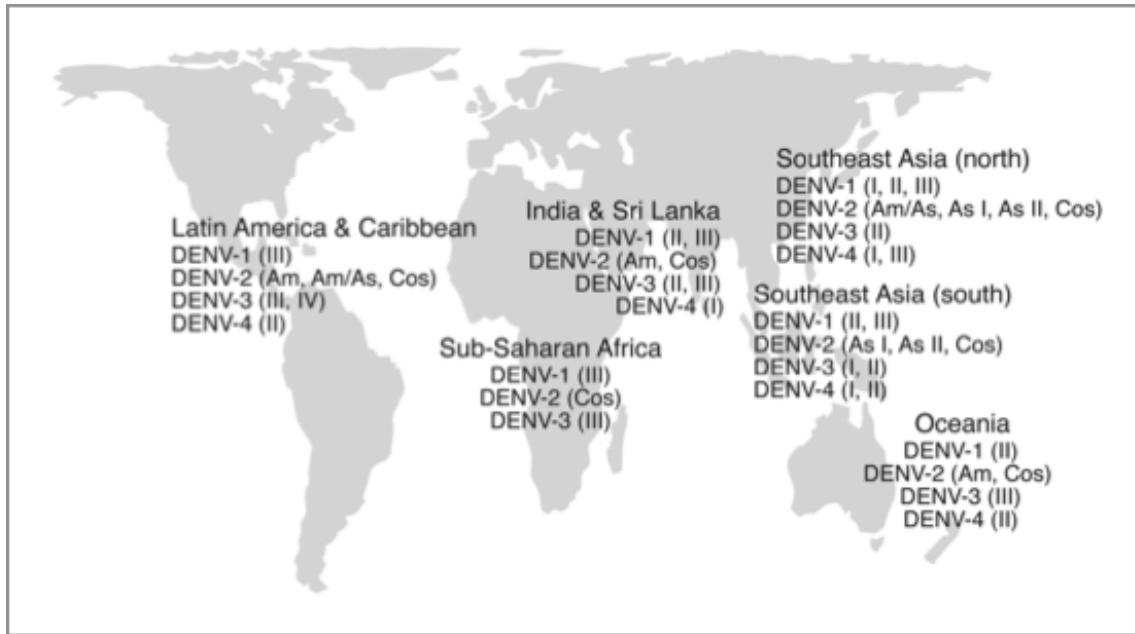 Latin America & Caribbean
DENV-1 (III)
DENV-2 (Am, Am/As, Cos)
DENV-3 (III, IV)
DENV-4 (II)
India & Sri Lanka
DENV-1 (II, III)
DENV-2 (Am, Cos)
DENV-3 (II, III)
DENV-4 (I)
Sub-Saharan Africa
DENV-1 (III)
DENV-2 (Cos)
DENV-3 (III)
Southeast Asia (north)
DENV-1 (I, II, III)
DENV-2 (Am/As, As I, As II, Cos)
DENV-3 (II)
DENV-4 (I, III)
Southeast Asia (south)
DENV-1 (II, III)
DENV-2 (As I, As II, Cos)
DENV-3 (I, II)
DENV-4 (I, II)
Oceania
DENV-1 (II)
DENV-2 (Am, Cos)
DENV-3 (III)
DENV-4 (II)